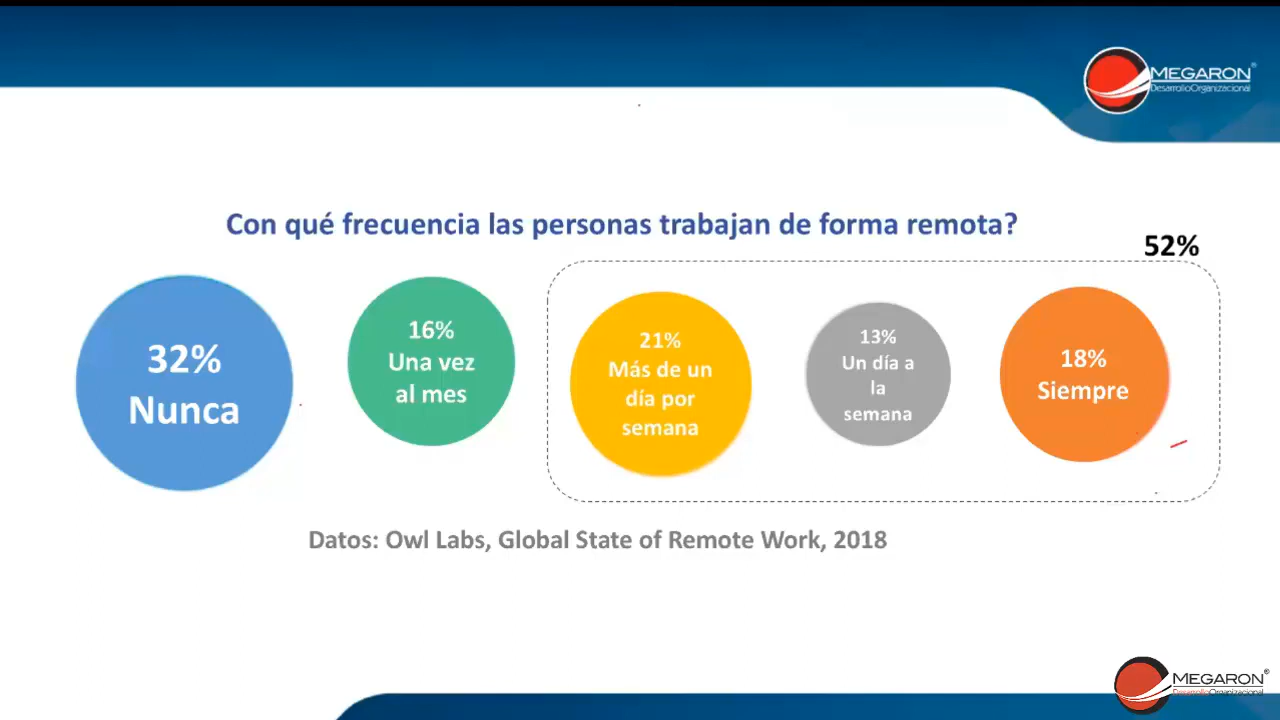 MEGARON®
DesarrolloOrganizacional
Con qué frecuencia las personas trabajan de forma remota?
52%
32%
Nunca
16%
Una vez
al mes
21%
Más de un
día por
semana
13%
Un día a
la
semana
18%
Siempre
Datos: Owl Labs, Global State of Remote Work, 2018
MEGARON®
DesarrolloOrganizacional